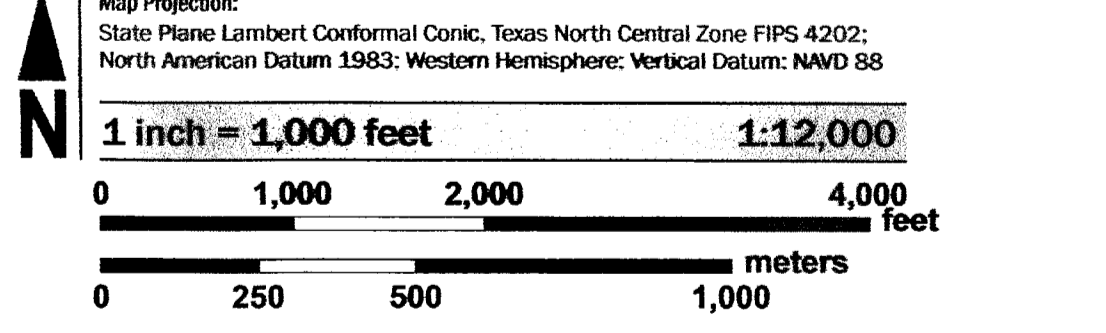 Map Projection:
State Plane Lambert Conformal Conic, Texas North Central Zone FIPS 4202;
North American Datum 1983; Western Hemisphere; Vertical Datum: NAVD 88
N
1 inch = 1,000 feet 1:12,000
0 1,000 2,000 4,000
feet
meters
0 250 500 1,000